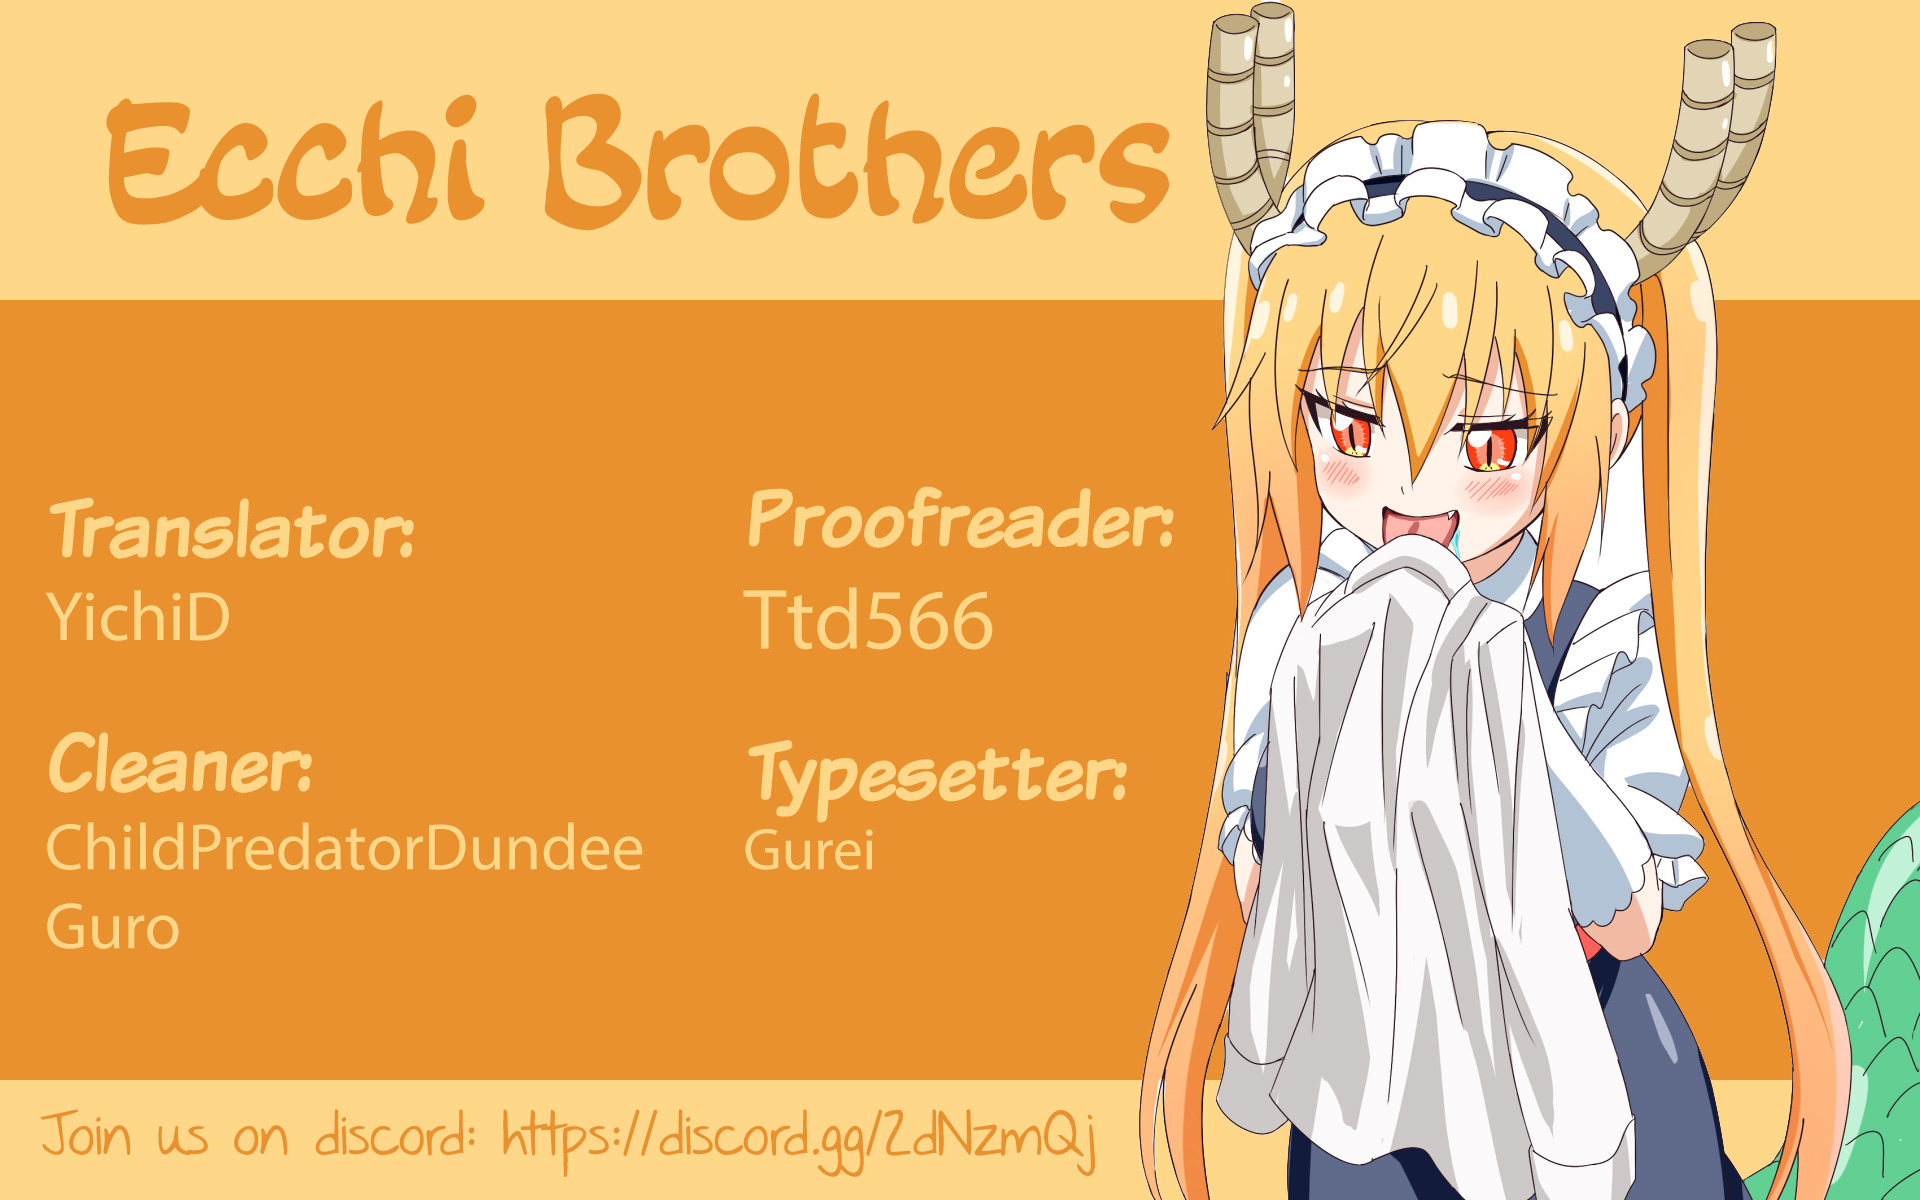 Ecchi Brothers
Translator:
YichiD
Proofreader:
Ttd566
Cleaner:
ChildPredatorDundee
Guro
Typesetter:
Gurei
Join us on discord: https://discord.gg/2dNzmQj